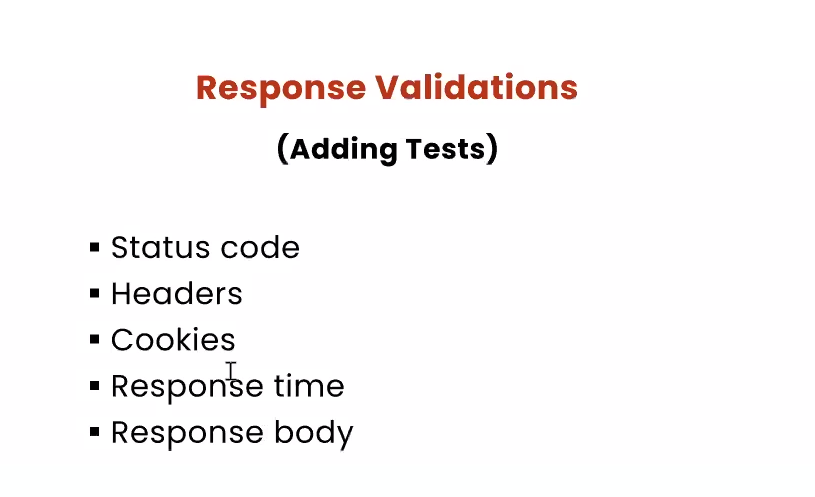 Response Validations
(Adding Tests)
▪ Status code
▪ Headers
▪ Cookies
▪ Response time
▪ Response body